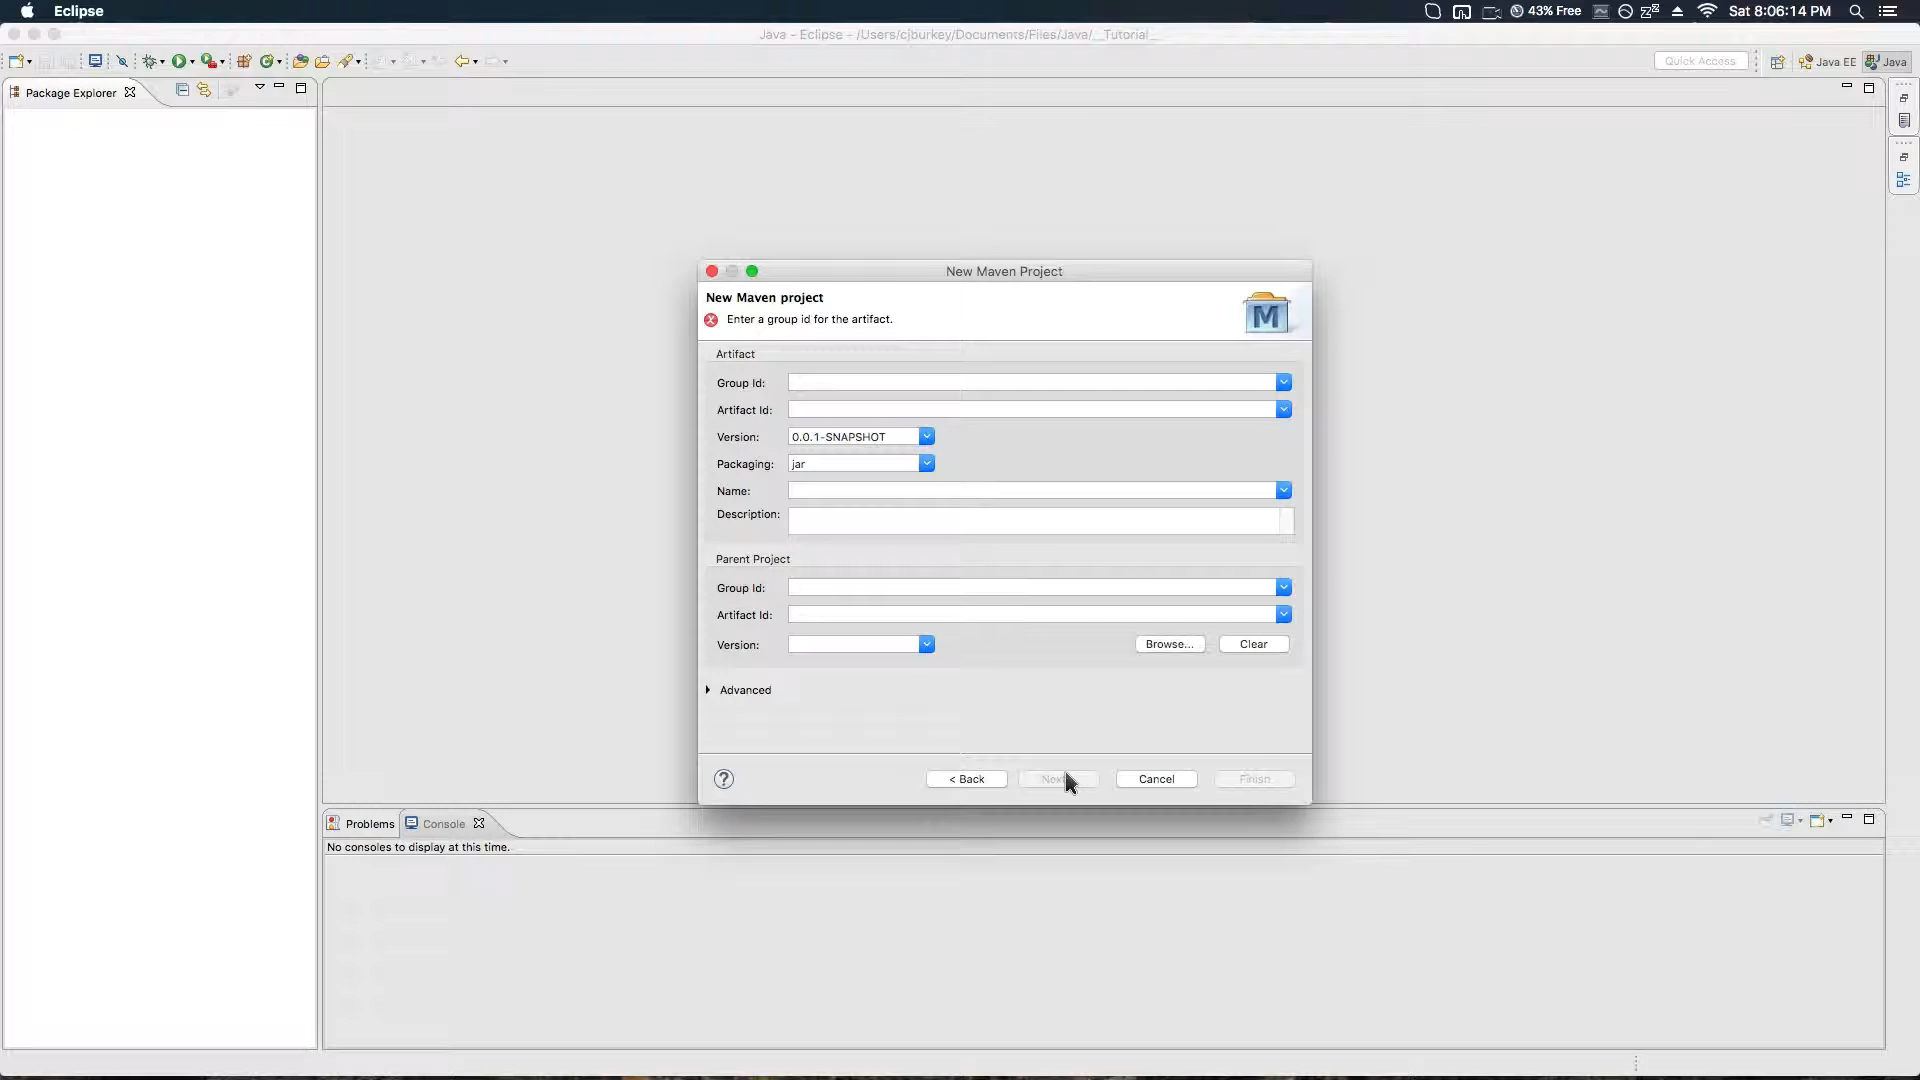 Eclipse
43% Free
Sat 8:06:14 PM
Java - Eclipse - /Users/cjburkey/Documents/Files/Java/__Tutorial__
Quick Access
Java EE
Java
Package Explorer
New Maven Project
New Maven project
Enter a group id for the artifact.
M
Artifact
Group Id:
Artifact Id:
Version:
0.0.1-SNAPSHOT
Packaging:
jar
Name:
Description:
Parent Project
Group Id:
Artifact Id:
Version:
Browse...
Clear
Advanced
?
< Back
Next
Cancel
Finish
Problems
Console
No consoles to display at this time.